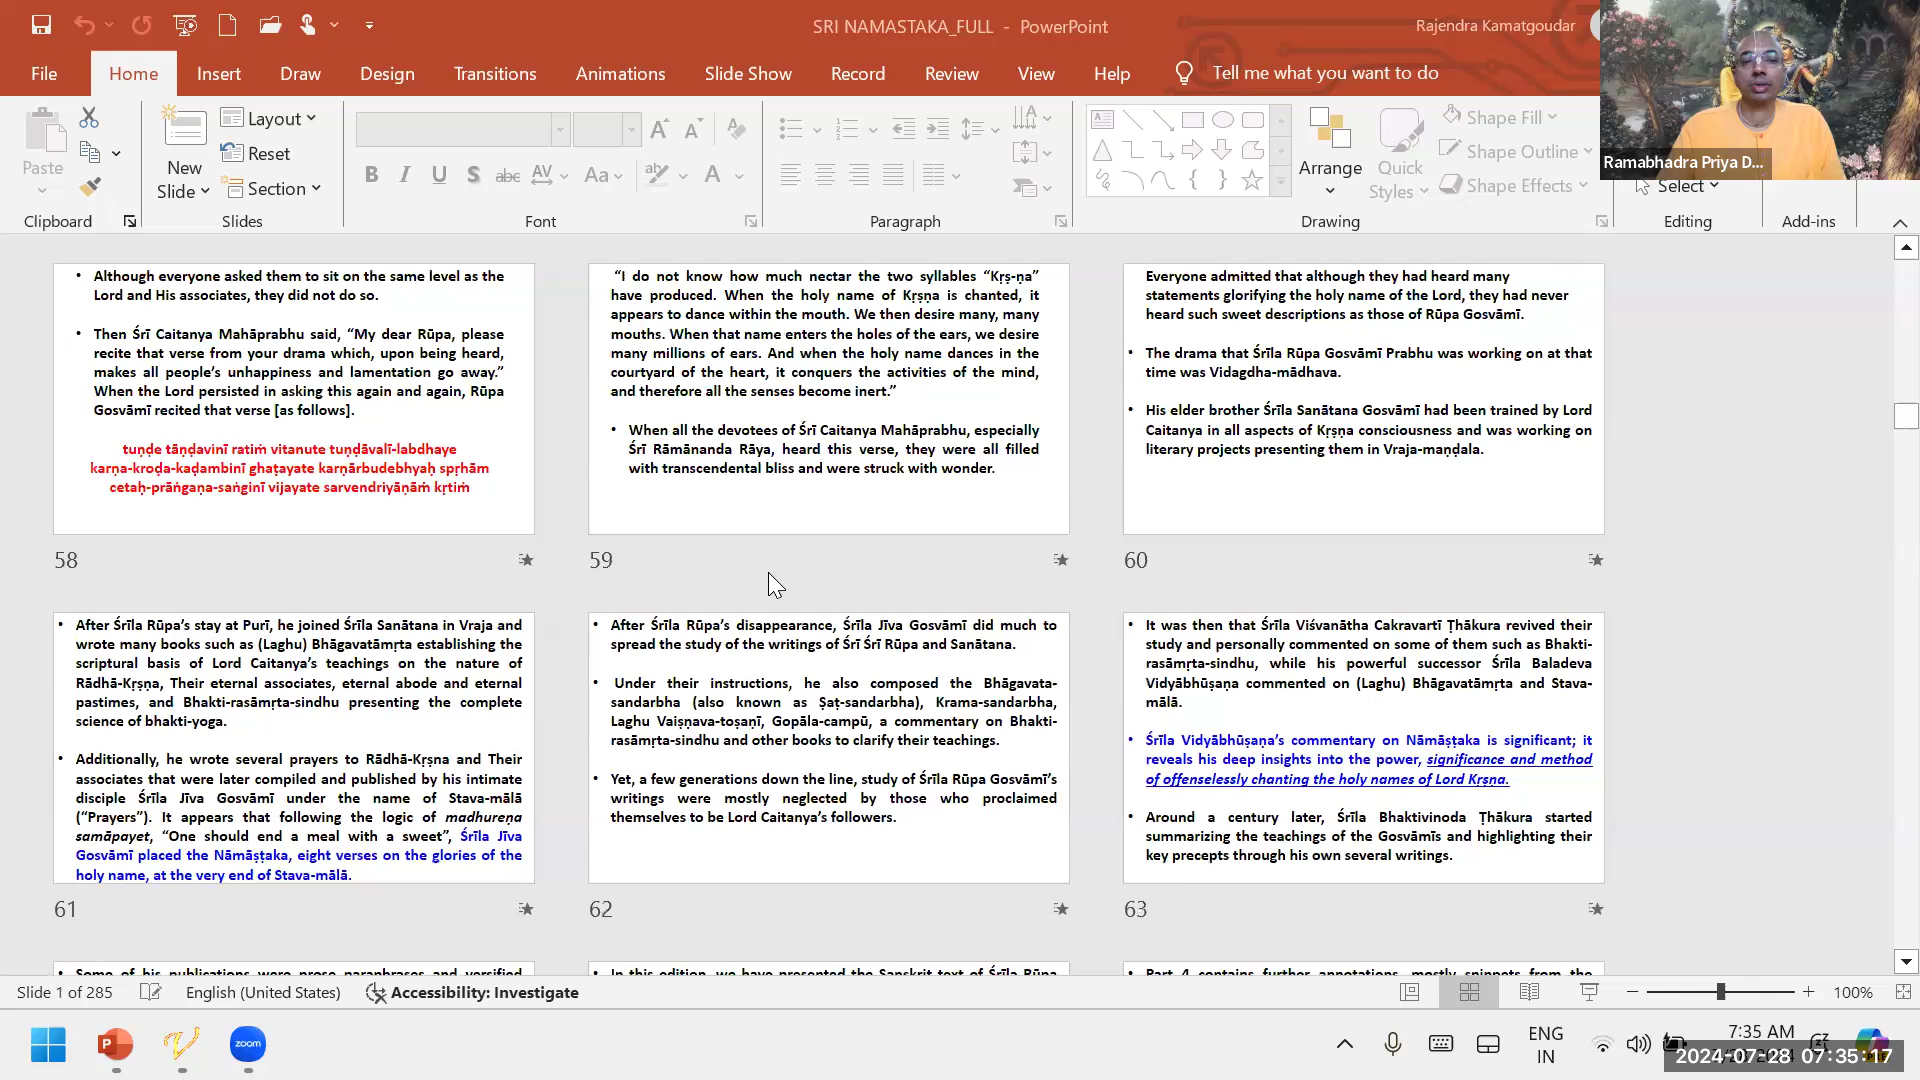 SRI NAMASTAKA_FULL - PowerPoint
Rajendra Kamatgoudar
File Home Insert Draw Design Transitions Animations Slide Show Record Review View Help Tell me what you want to do
Ramabhadra Priya D...
Paste
New
Slide
Layout
Reset
Section
Arrange
Quick
Styles
Shape Fill
Shape Outline
Shape Effects
Select
Clipboard Slides Font Paragraph Drawing Editing Add-ins
• Although everyone asked them to sit on the same level as the
Lord and His associates, they did not do so.
• Then Śrī Caitanya Mahāprabhu said, “My dear Rūpa, please
recite that verse from your drama which, upon being heard,
makes all people’s unhappiness and lamentation go away.”
When the Lord persisted in asking this again and again, Rūpa
Gosvāmī recited that verse [as follows].
tuṇḍe tāṇḍavinī ratiṁ vitanute tuṇḍāvalī-labdhaye
karṇa-kroḍa-kaḍambinī ghaṭayate karṇārbudebhyaḥ spṛhām
cetaḥ-prāṅgaṇa-saṅginī vijayate sarvendriyāṇāṁ kṛtiṁ
58
“I do not know how much nectar the two syllables “Kṛṣ-ṇa”
have produced. When the holy name of Kṛṣṇa is chanted, it
appears to dance within the mouth. We then desire many, many
mouths. When that name enters the holes of the ears, we desire
many millions of ears. And when the holy name dances in the
courtyard of the heart, it conquers the activities of the mind,
and therefore all the senses become inert.”
• When all the devotees of Śrī Caitanya Mahāprabhu, especially
Śrī Rāmānanda Rāya, heard this verse, they were all filled
with transcendental bliss and were struck with wonder.
59
Everyone admitted that although they had heard many
statements glorifying the holy name of the Lord, they had never
heard such sweet descriptions as those of Rūpa Gosvāmī.
• The drama that Śrīla Rūpa Gosvāmī Prabhu was working on at that
time was Vidagdha-mādhava.
• His elder brother Śrīla Sanātana Gosvāmī had been trained by Lord
Caitanya in all aspects of Kṛṣṇa consciousness and was working on
literary projects presenting them in Vraja-maṇḍala.
60
• After Śrīla Rūpa’s stay at Purī, he joined Śrīla Sanātana in Vraja and
wrote many books such as (Laghu) Bhāgavatāmṛta establishing the
scriptural basis of Lord Caitanya’s teachings on the nature of
Rādhā-Kṛṣṇa, Their eternal associates, eternal abode and eternal
pastimes, and Bhakti-rasāmṛta-sindhu presenting the complete
science of bhakti-yoga.
• Additionally, he wrote several prayers to Rādhā-Kṛṣṇa and Their
associates that were later compiled and published by his intimate
disciple Śrīla Jīva Gosvāmī under the name of Stava-mālā
(“Prayers”). It appears that following the logic of madhureṇa
samāpayet, “One should end a meal with a sweet”, Śrīla Jīva
Gosvāmī placed the Nāmāṣṭaka, eight verses on the glories of the
holy name, at the very end of Stava-mālā.
61
• After Śrīla Rūpa’s disappearance, Śrīla Jīva Gosvāmī did much to
spread the study of the writings of Śrī Śrī Rūpa and Sanātana.
• Under their instructions, he also composed the Bhāgavata-
sandarbha (also known as Ṣaṭ-sandarbha), Krama-sandarbha,
Laghu Vaiṣṇava-toṣaṇī, Gopāla-campū, a commentary on Bhakti-
rasāmṛta-sindhu and other books to clarify their teachings.
• Yet, a few generations down the line, study of Śrīla Rūpa Gosvāmī’s
writings were mostly neglected by those who proclaimed
themselves to be Lord Caitanya’s followers.
62
• It was then that Śrīla Viśvanātha Cakravartī Ṭhākura revived their
study and personally commented on some of them such as Bhakti-
rasāmṛta-sindhu, while his powerful successor Śrīla Baladeva
Vidyābhūṣaṇa commented on (Laghu) Bhāgavatāmṛta and Stava-
mālā.
• Śrīla Vidyābhūṣaṇa’s commentary on Nāmāṣṭaka is significant; it
reveals his deep insights into the power, significance and method
of offenselessly chanting the holy names of Lord Kṛṣṇa.
• Around a century later, Śrīla Bhaktivinoda Ṭhākura started
summarizing the teachings of the Gosvāmīs and highlighting their
key precepts through his own several writings.
63
• Some of his publications were prose paraphrases and versified
• In this edition, we have presented the Sanskrit text of Śrīla Rūpa
• Part 4 contains further annotations, mostly snippets from the
Slide 1 of 285 English (United States) Accessibility: Investigate 100%
zoom
ENG
IN
7:35 AM
2024-07-28 07:35:17